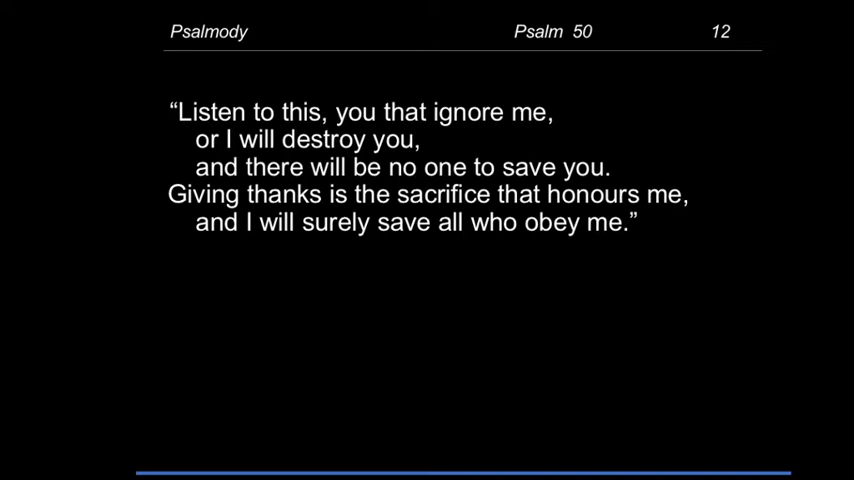 Psalmody Psalm 50 12
“Listen to this, you that ignore me,
or I will destroy you,
and there will be no one to save you.
Giving thanks is the sacrifice that honours me,
and I will surely save all who obey me.”